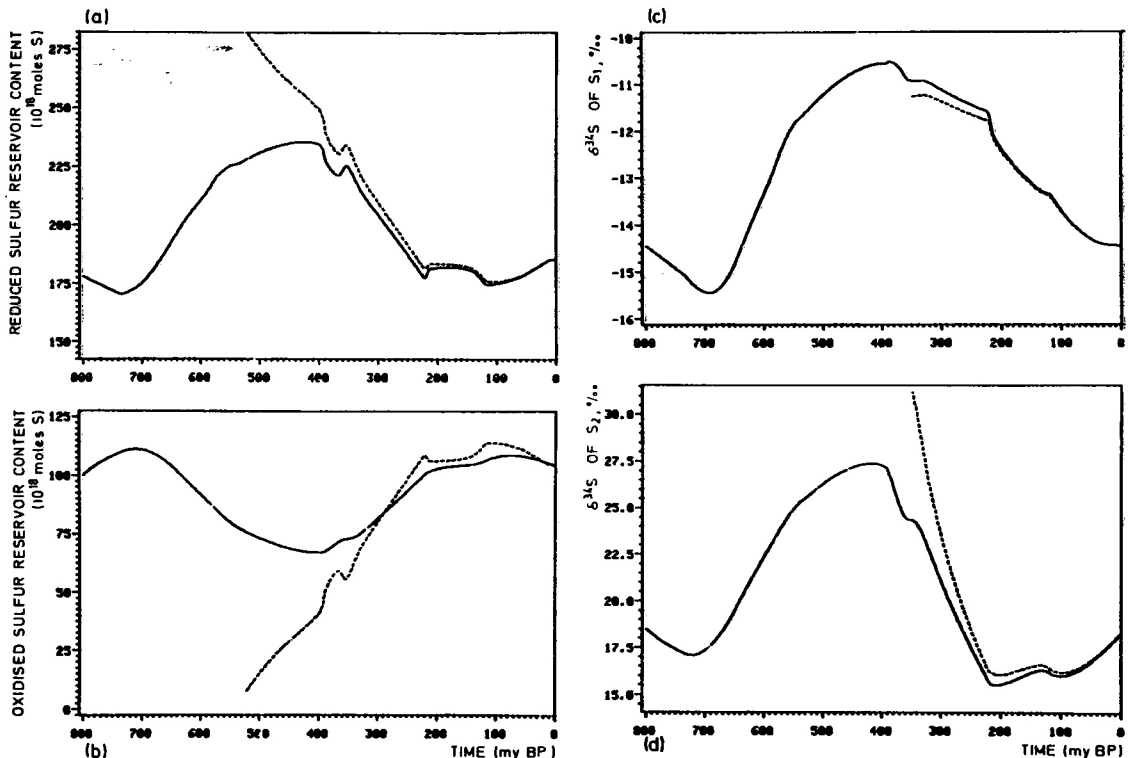 (a)
REDUCED SULFUR RESERVOIR CONTENT
(10¹⁸ moles S)
275
250
225
200
175
150
800 700 600 500 400 300 200 100 0
(b)
OXIDISED SULFUR RESERVOIR CONTENT
(10¹⁸ moles S)
125
100
75
50
25
0
800 700 600 500 400 300 200 100 0
TIME (my BP)
(c)
δ³⁴S OF S₁, °/₀₀
-10
-11
-12
-13
-14
-15
-16
800 700 600 500 400 300 200 100 0
(d)
δ³⁴S OF S₂, °/₀₀
30.0
27.5
25.0
22.5
20.0
17.5
15.0
800 700 600 500 400 300 200 100 0
TIME (my BP)